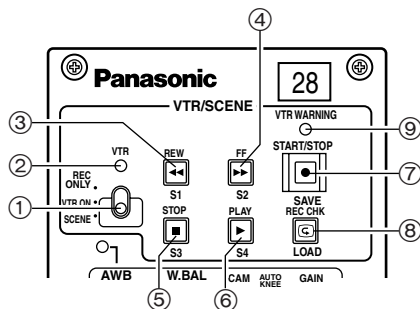 ④
Panasonic
28
VTR/SCENE
③ VTR WARNING ⑨
② VTR REW FF START/STOP
REC ONLY S1 S2 ⑦
① VTR ON STOP PLAY SAVE
SCENE REC CHK ⑧
S3 S4 LOAD
AWB W.BAL CAM AUTO KNEE GAIN
⑤ ⑥